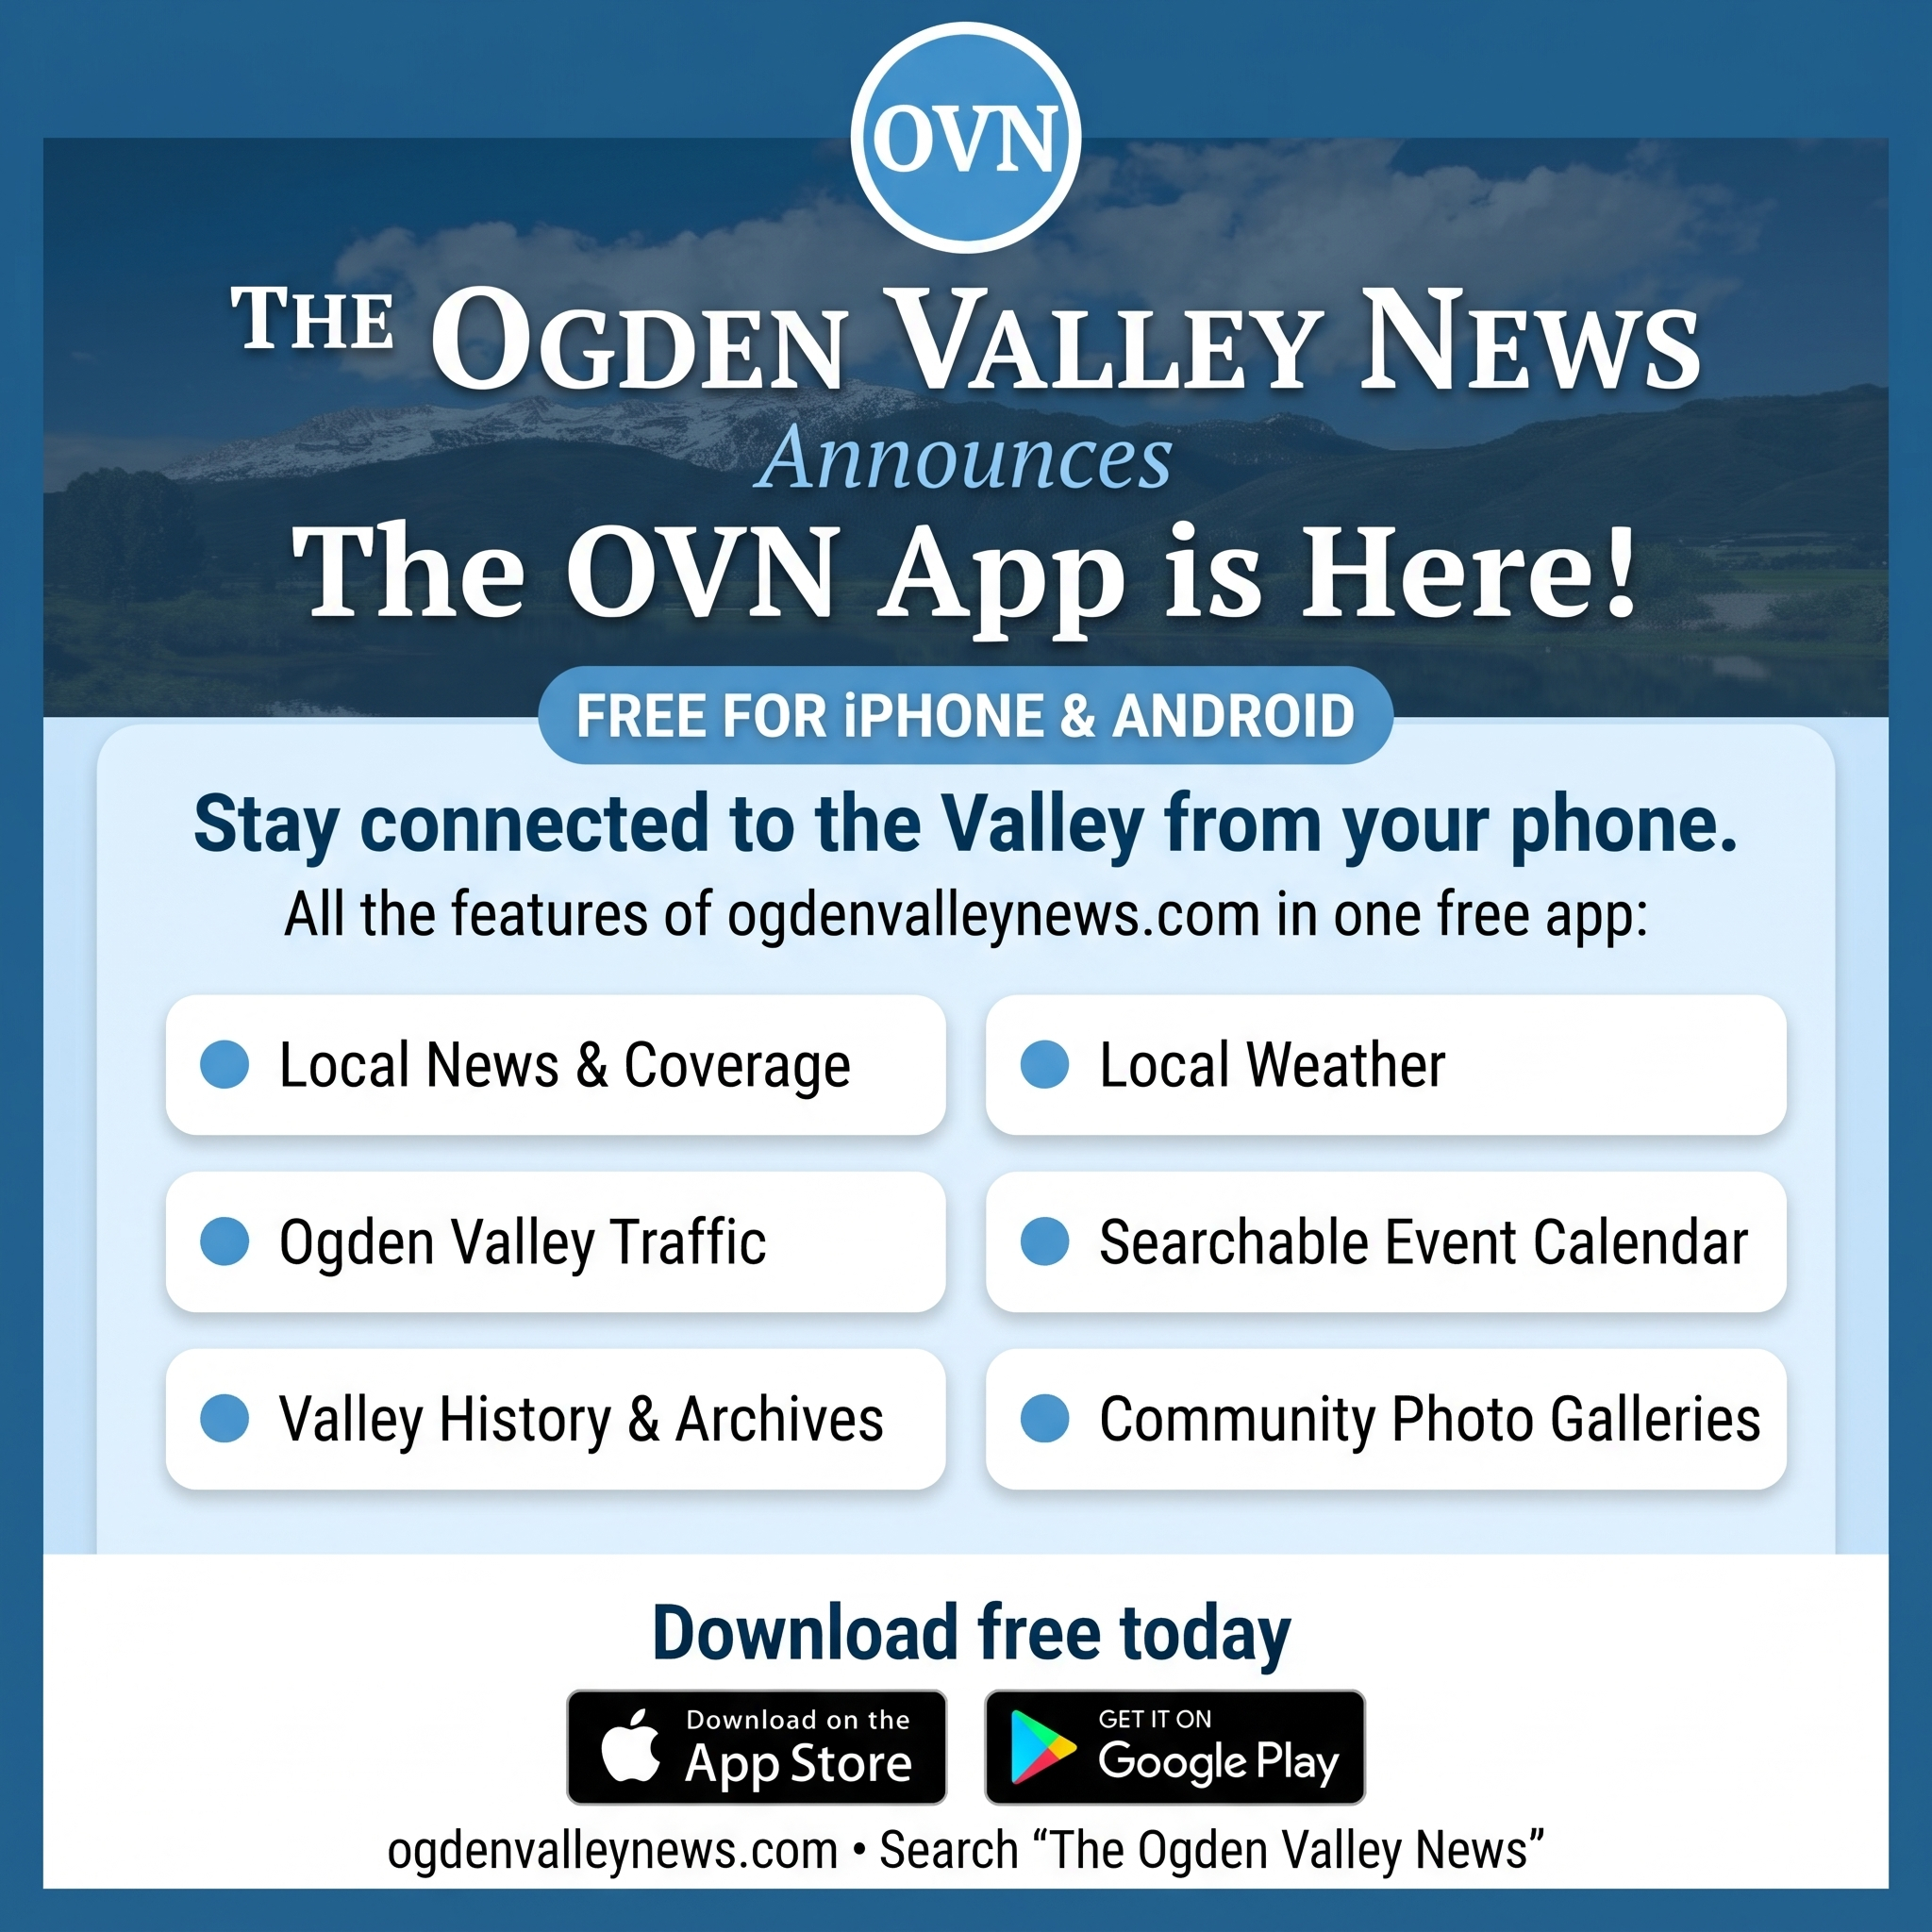 OVN
THE OGDEN VALLEY NEWS
Announces
The OVN App is Here!
FREE FOR iPHONE & ANDROID
Stay connected to the Valley from your phone.
All the features of ogdenvalleynews.com in one free app:
Local News & Coverage
Local Weather
Ogden Valley Traffic
Searchable Event Calendar
Valley History & Archives
Community Photo Galleries
Download free today
Download on the
App Store
GET IT ON
Google Play
ogdenvalleynews.com • Search “The Ogden Valley News”